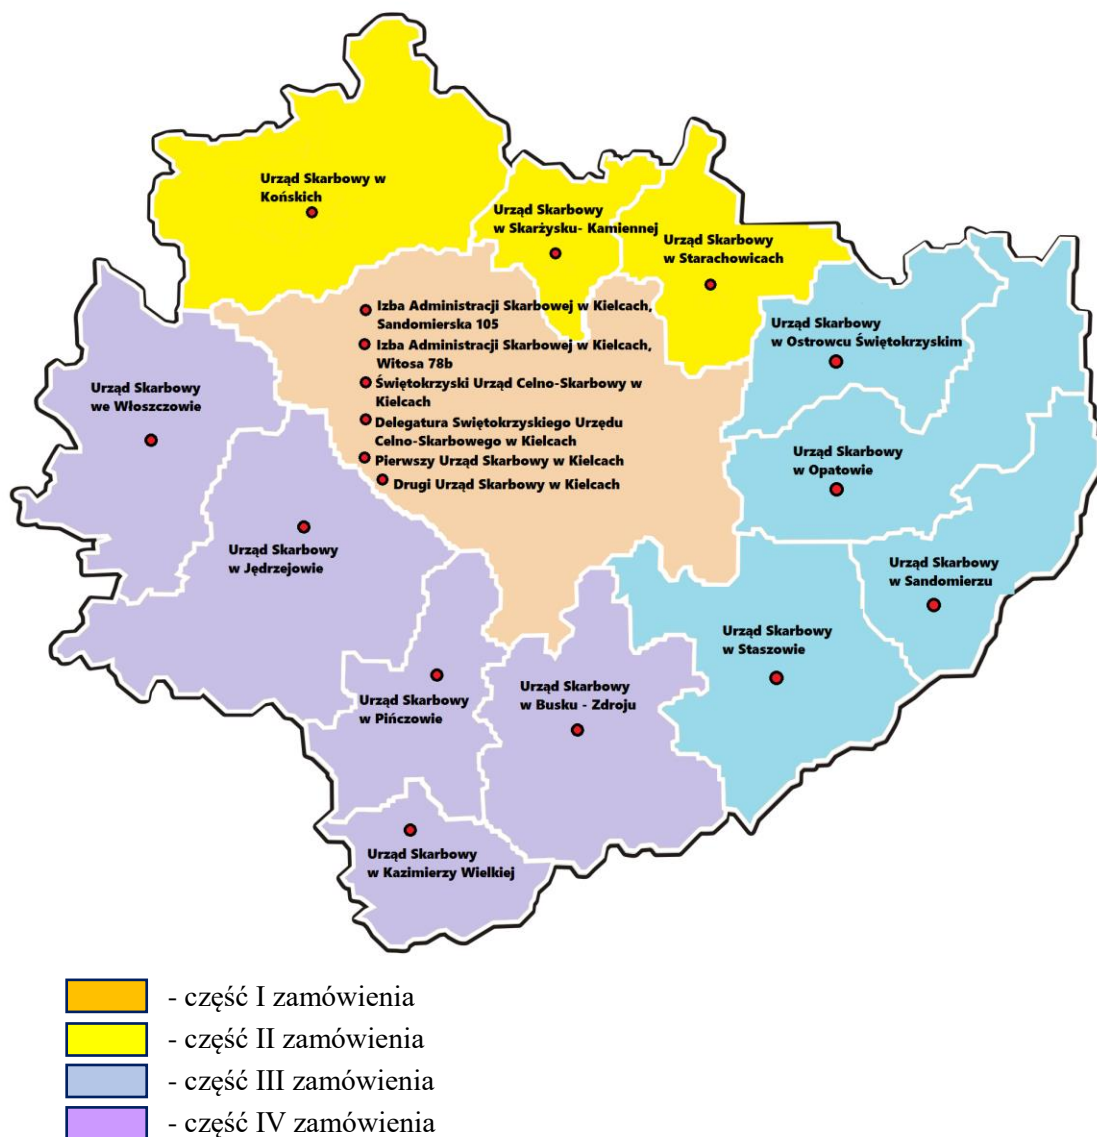 Urząd Skarbowy w
Końskich
Urząd Skarbowy
w Skarżysku- Kamiennej
Urząd Skarbowy
w Starachowicach
Izba Administracji Skarbowej w Kielcach,
Sandomierska 105
Izba Administracji Skarbowej w Kielcach,
Witosa 78b
Świętokrzyski Urząd Celno-Skarbowy w
Kielcach
Delegatura Swiętokrzyskiego Urzędu
Celno-Skarbowego w Kielcach
Pierwszy Urząd Skarbowy w Kielcach
Drugi Urząd Skarbowy w Kielcach
Urząd Skarbowy
w Ostrowcu Świętokrzyskim
Urząd Skarbowy
we Włoszczowie
Urząd Skarbowy
w Opatowie
Urząd Skarbowy
w Jędrzejowie
Urząd Skarbowy
w Sandomierzu
Urząd Skarbowy
w Staszowie
Urząd Skarbowy
w Pińczowie
Urząd Skarbowy
w Busku - Zdroju
Urząd Skarbowy
w Kazimierzy Wielkiej
- część I zamówienia
- część II zamówienia
- część III zamówienia
- część IV zamówienia